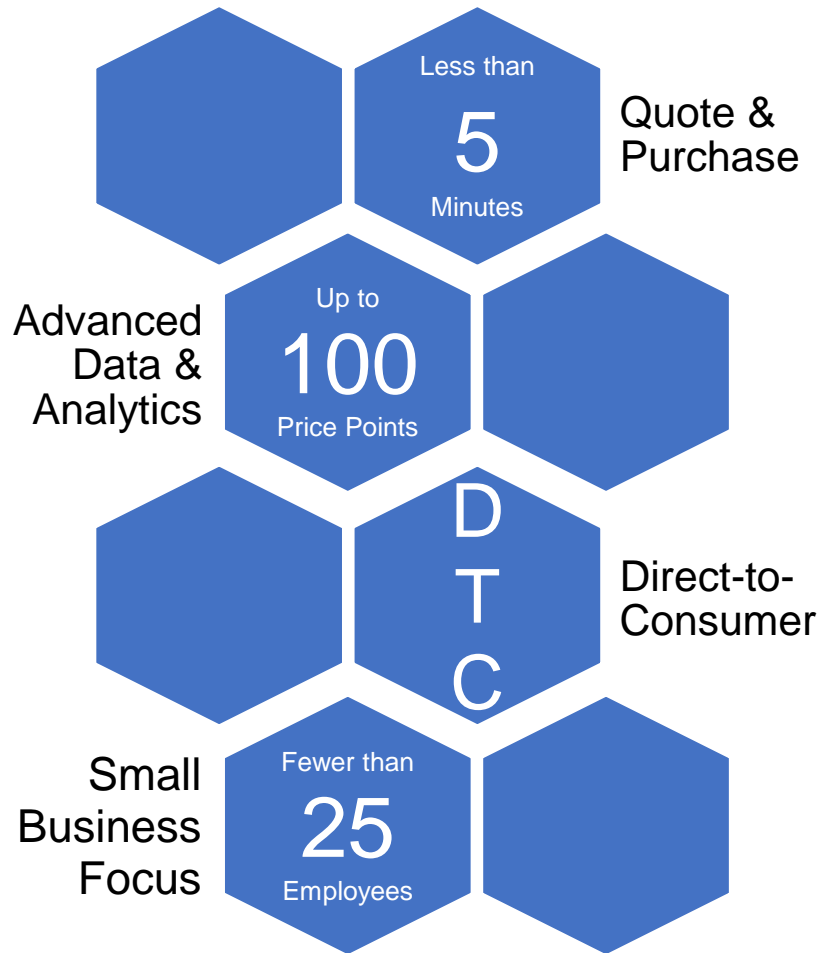 Less than
5
Minutes
Quote &
Purchase
Advanced
Data &
Analytics
Up to
100
Price Points
D
T
C
Direct-to-
Consumer
Small
Business
Focus
Fewer than
25
Employees